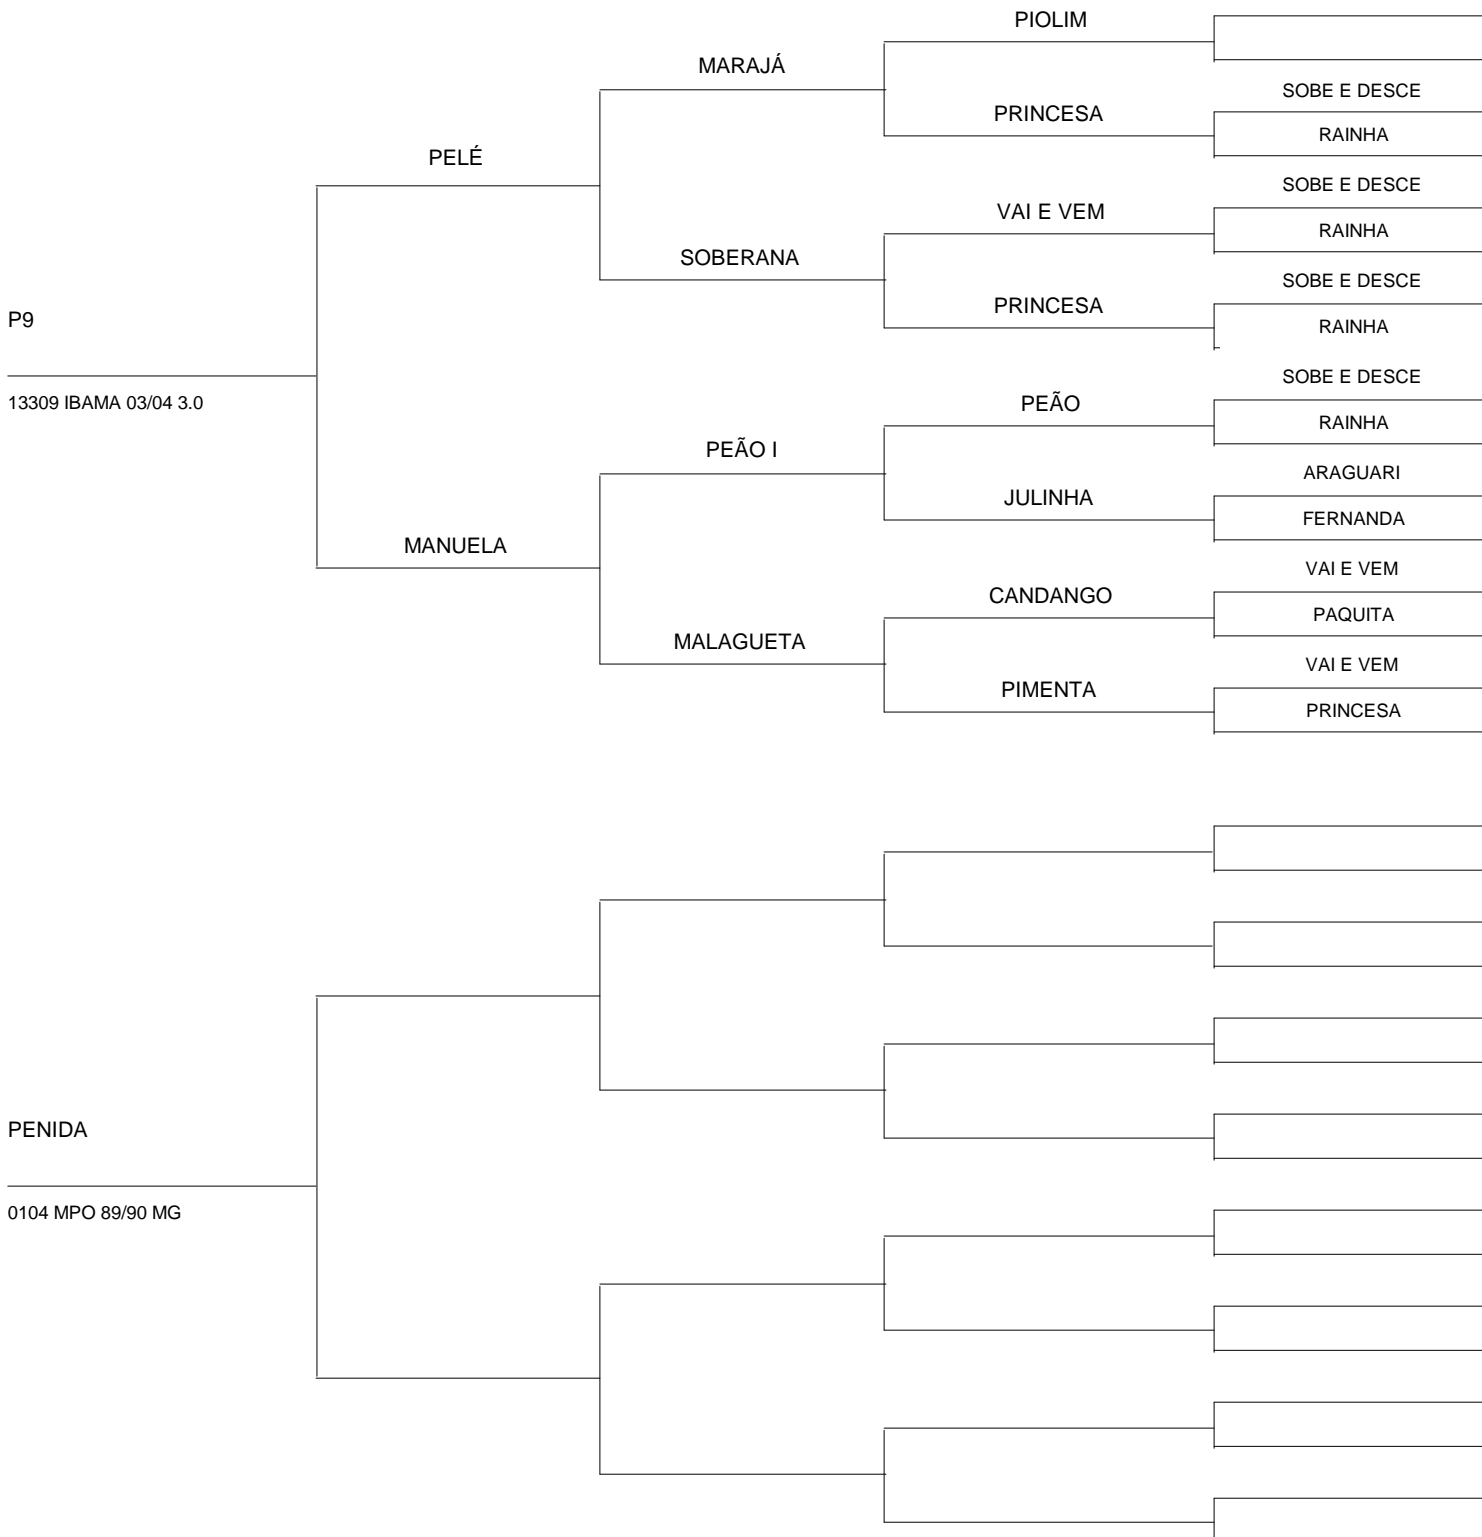 PIOLIM
MARAJÁ
SOBE E DESCE
PRINCESA
RAINHA
PELÉ
SOBE E DESCE
VAI E VEM
RAINHA
SOBERANA
SOBE E DESCE
PRINCESA
RAINHA
P9
SOBE E DESCE
13309 IBAMA 03/04 3.0
PEÃO
RAINHA
PEÃO I
ARAGUARI
JULINHA
FERNANDA
MANUELA
VAI E VEM
CANDANGO
PAQUITA
MALAGUETA
VAI E VEM
PIMENTA
PRINCESA
PENIDA
0104 MPO 89/90 MG